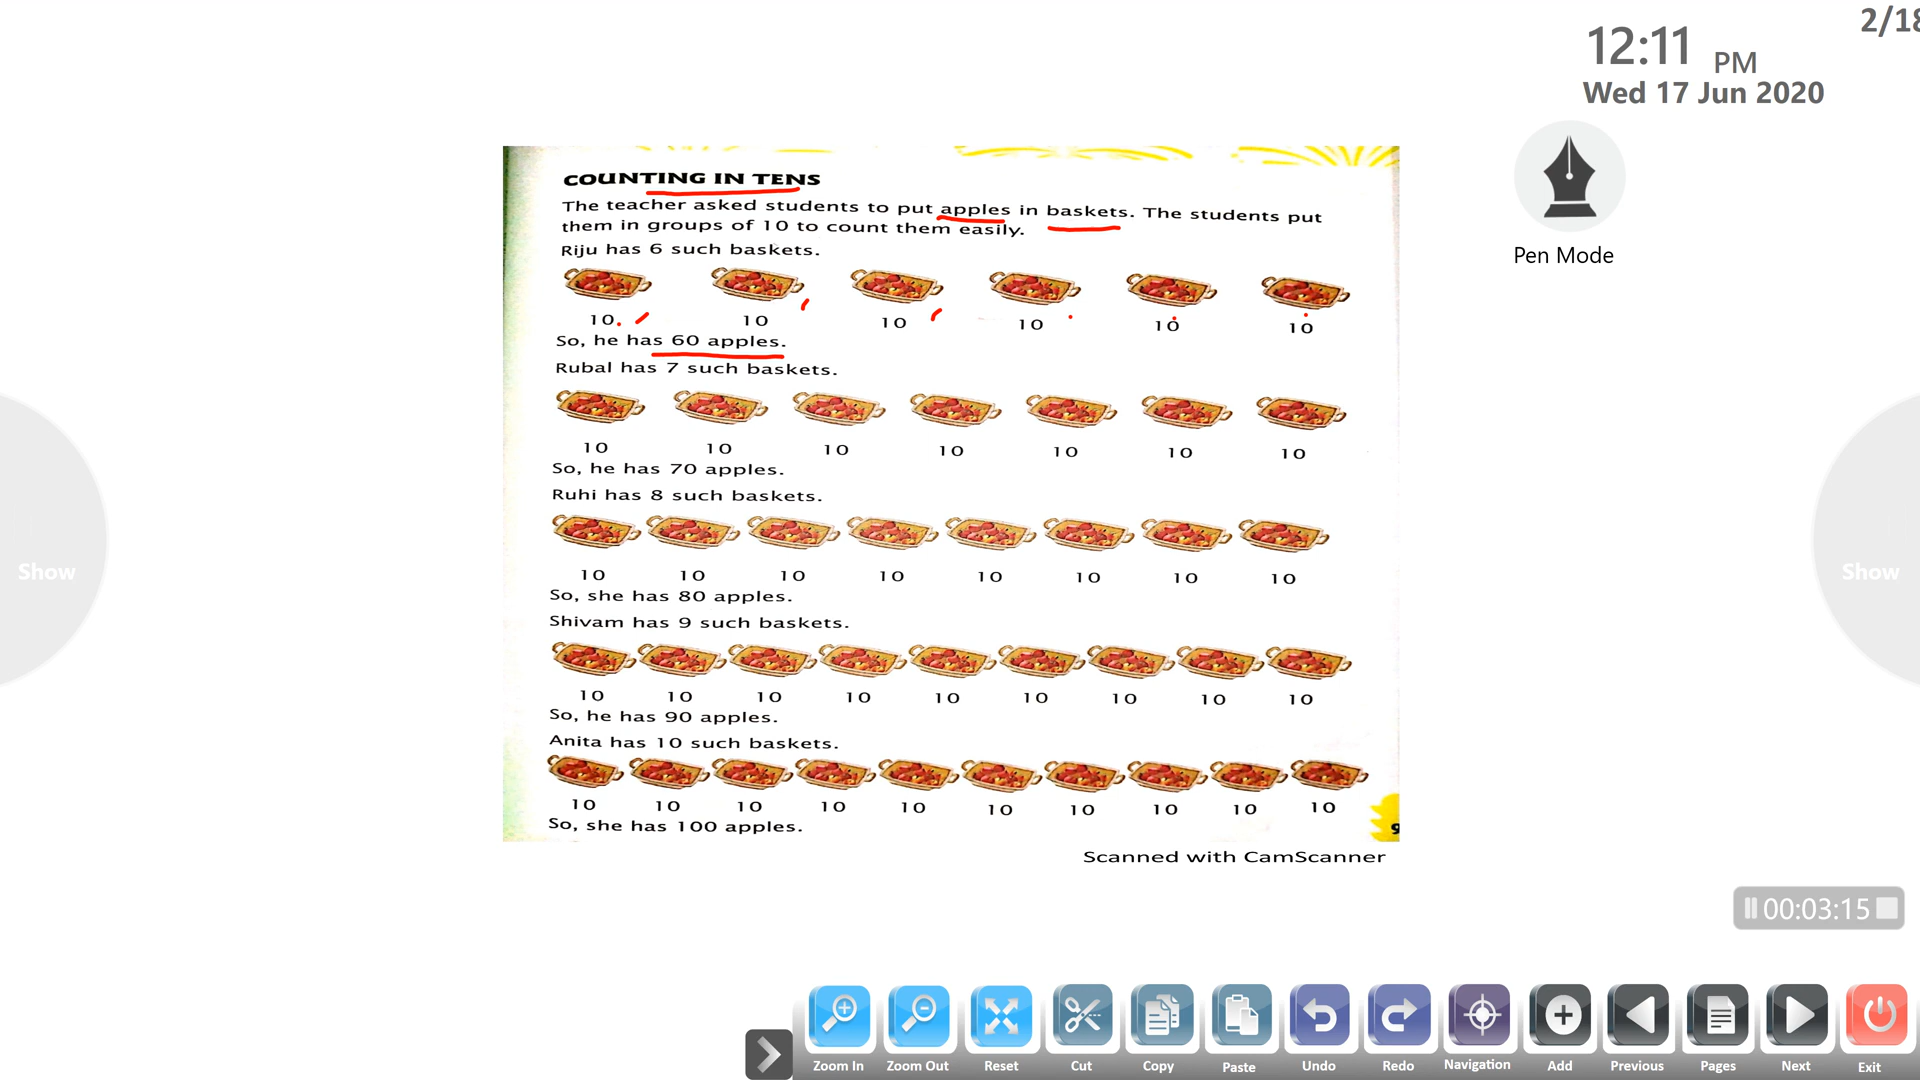 2/18
12:11 PM
Wed 17 Jun 2020
Pen Mode
COUNTING IN TENS
The teacher asked students to put apples in baskets. The students put
them in groups of 10 to count them easily.
Riju has 6 such baskets.
10 10 10 10 10 10
So, he has 60 apples.
Rubal has 7 such baskets.
10 10 10 10 10 10 10
So, he has 70 apples.
Ruhi has 8 such baskets.
10 10 10 10 10 10 10 10
So, she has 80 apples.
Shivam has 9 such baskets.
10 10 10 10 10 10 10 10 10
So, he has 90 apples.
Anita has 10 such baskets.
10 10 10 10 10 10 10 10 10 10
So, she has 100 apples.
9
Scanned with CamScanner
Show
Show
00:03:15
Zoom In Zoom Out Reset Cut Copy Paste Undo Redo Navigation Add Previous Pages Next Exit